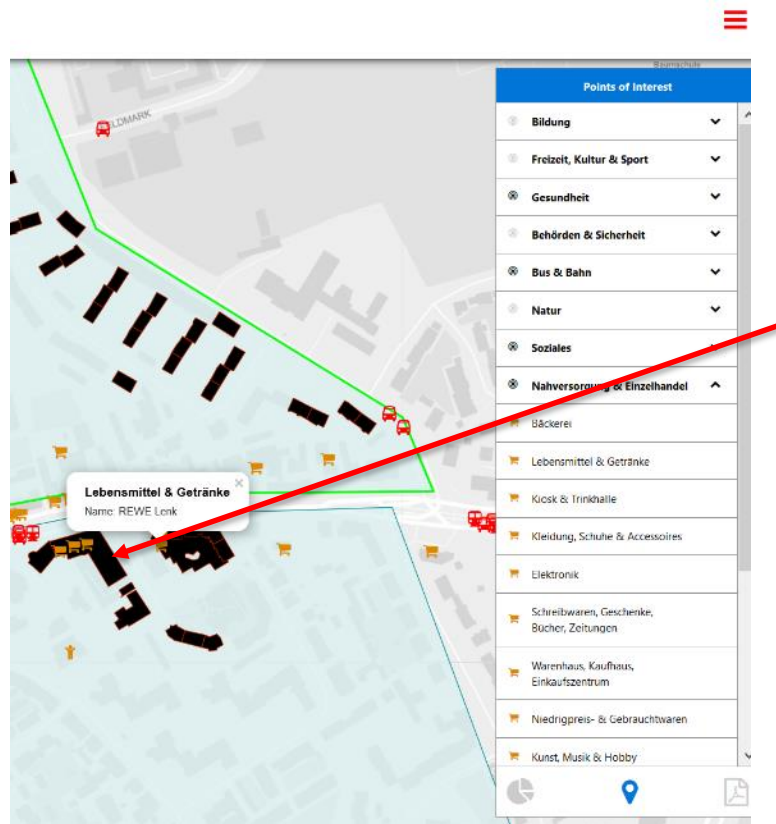 Baumschule
Points of Interest
LDMARK
Bildung
Freizeit, Kultur & Sport
Gesundheit
Behörden & Sicherheit
Bus & Bahn
Natur
Soziales
Nahversorgung & Einzelhandel
Bäckerei
Lebensmittel & Getränke
Lebensmittel & Getränke
Name: REWE Lenk
Kiosk & Trinkhalle
Kleidung, Schuhe & Accessoires
Elektronik
Schreibwaren, Geschenke,
Bücher, Zeitungen
Warenhaus, Kaufhaus,
Einkaufszentrum
Niedrigpreis- & Gebrauchtwaren
Kunst, Musik & Hobby